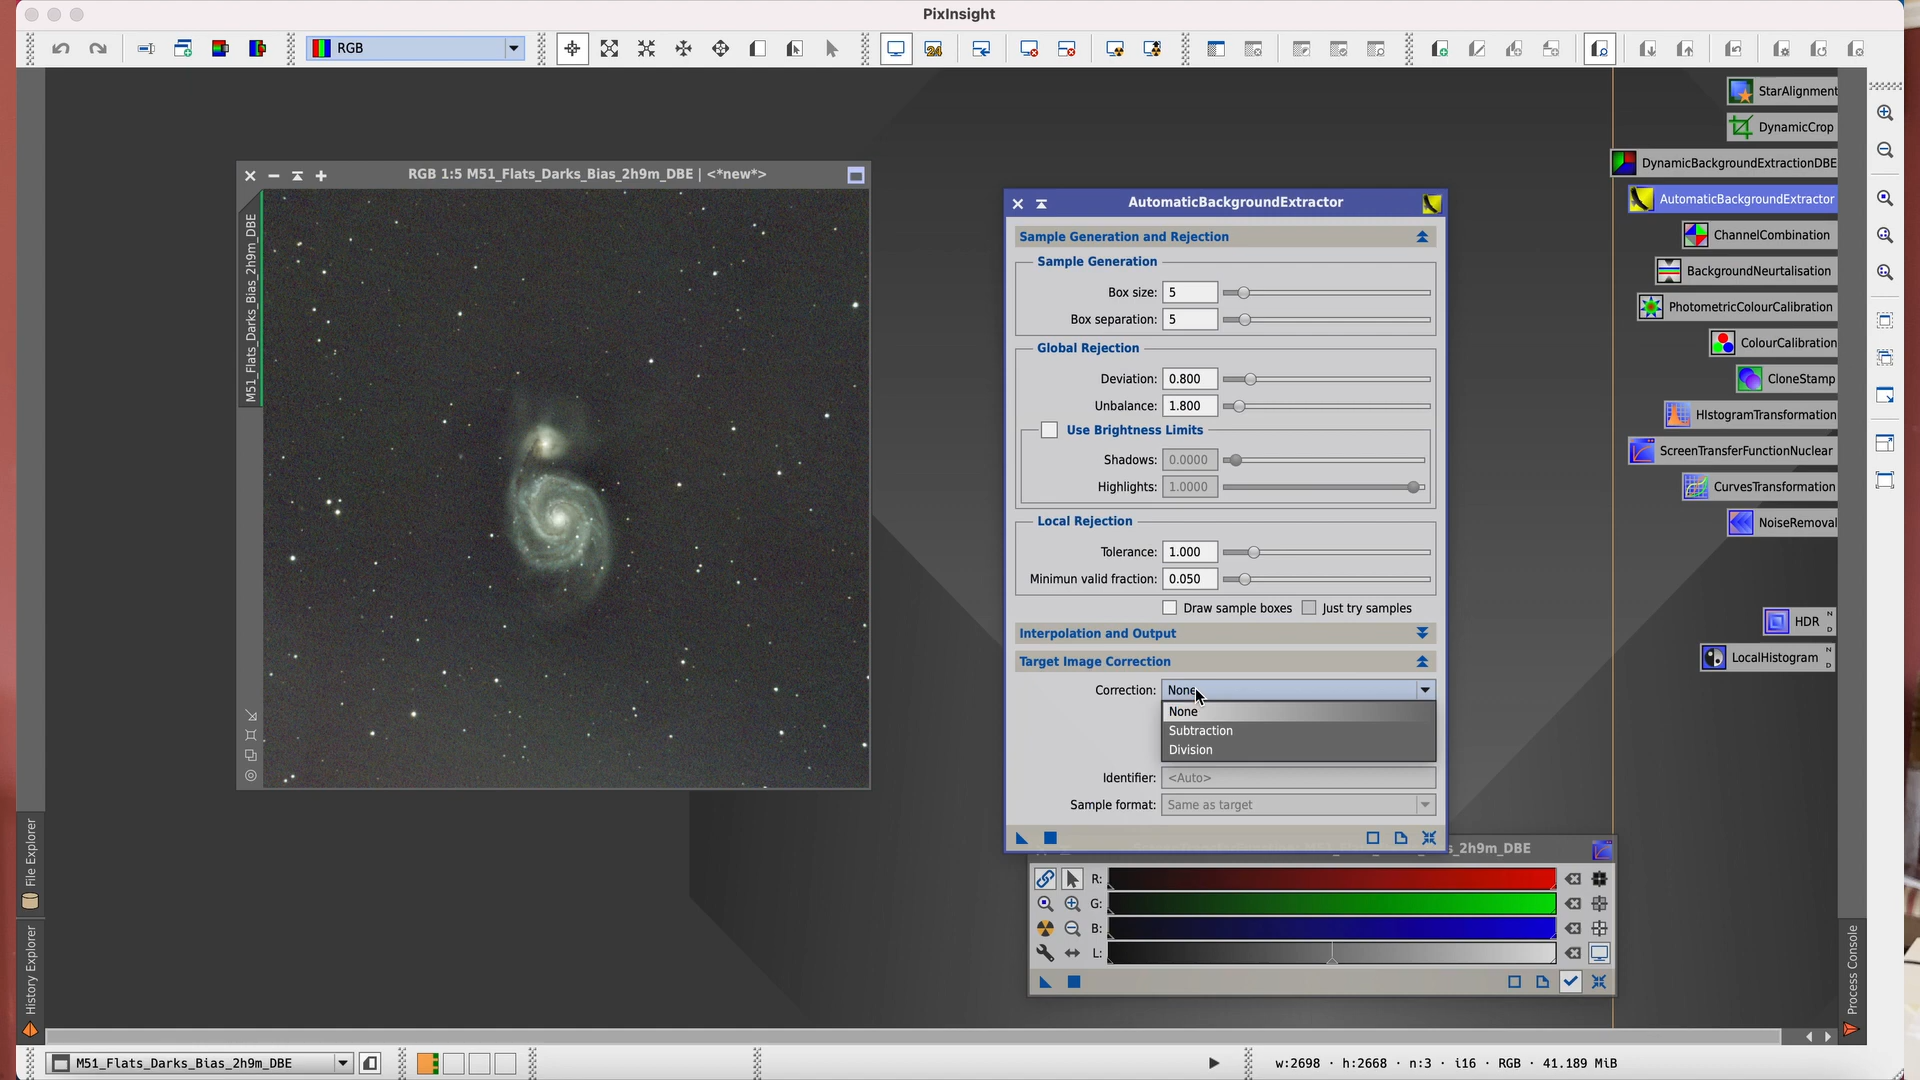 PixInsight
RGB
24
RGB 1:5 M51_Flats_Darks_Bias_2h9m_DBE | <*new*>
M51_Flats_Darks_Bias_2h9m_DBE
AutomaticBackgroundExtractor
Sample Generation and Rejection
Sample Generation
Box size: 5
Box separation: 5
Global Rejection
Deviation: 0.800
Unbalance: 1.800
Use Brightness Limits
Shadows: 0.0000
Highlights: 1.0000
Local Rejection
Tolerance: 1.000
Minimun valid fraction: 0.050
Draw sample boxes Just try samples
Interpolation and Output
Target Image Correction
Correction: None
None
Subtraction
Division
Identifier: <Auto>
Sample format: Same as target
2h9m_DBE
R:
G:
B:
L:
StarAlignment
DynamicCrop
DynamicBackgroundExtractionDBE
AutomaticBackgroundExtractor
ChannelCombination
BackgroundNeurtalisation
PhotometricColourCalibration
ColourCalibration
CloneStamp
HIstogramTransformation
ScreenTransferFunctionNuclear
CurvesTransformation
NoiseRemoval
HDR
N
D
LocalHistogram
N
D
File Explorer
History Explorer
Process Console
M51_Flats_Darks_Bias_2h9m_DBE
w:2698 · h:2668 · n:3 · i16 · RGB · 41.189 MiB